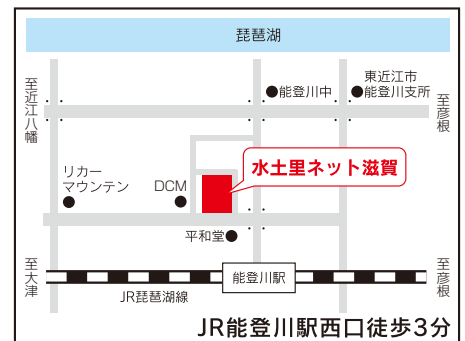 琵琶湖
東近江市
能登川支所
能登川中
至近江八幡
至彦根
水土里ネット滋賀
リカー
マウンテン
DCM
平和堂
至大津
能登川駅
至彦根
JR琵琶湖線
JR能登川駅西口徒歩3分